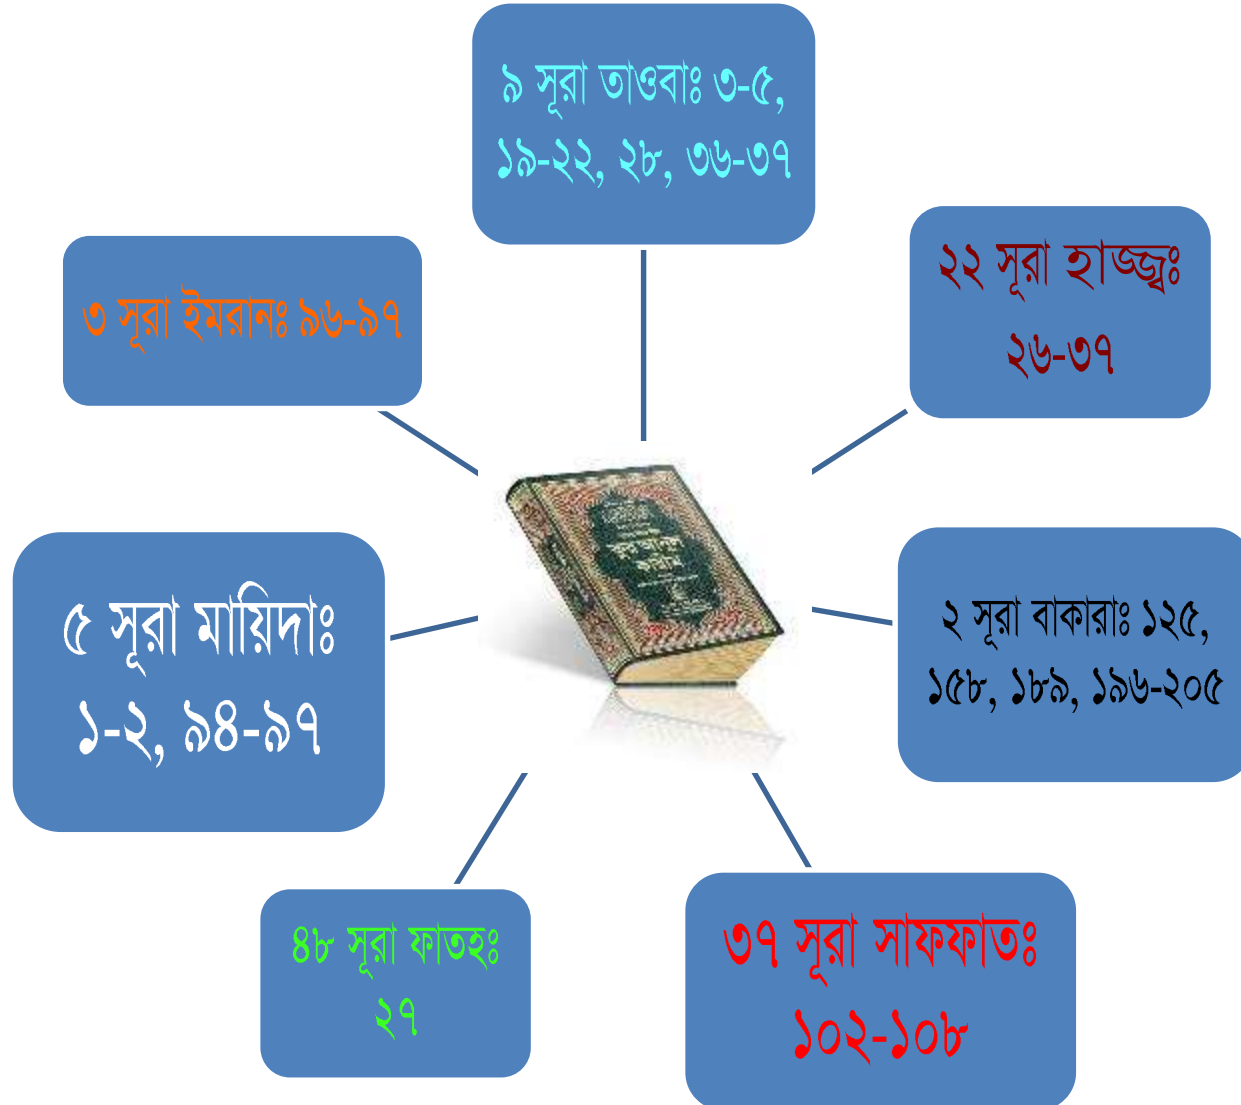 ৯ সূরা তাওবাঃ ৩-৫,
১৯-২২, ২৮, ৩৬-৩৭
২২ সূরা হাজ্জ্বঃ
২৬-৩৭
৩ সূরা ইমরানঃ ৯৬-৯৭
২ সূরা বাকারাঃ ১২৫,
১৫৮, ১৮৯, ১৯৬-২০৫
৫ সূরা মায়িদাঃ
১-২, ৯৪-৯৭
৩৭ সূরা সাফফাতঃ
১০২-১০৮
৪৮ সূরা ফাতহঃ
২৭